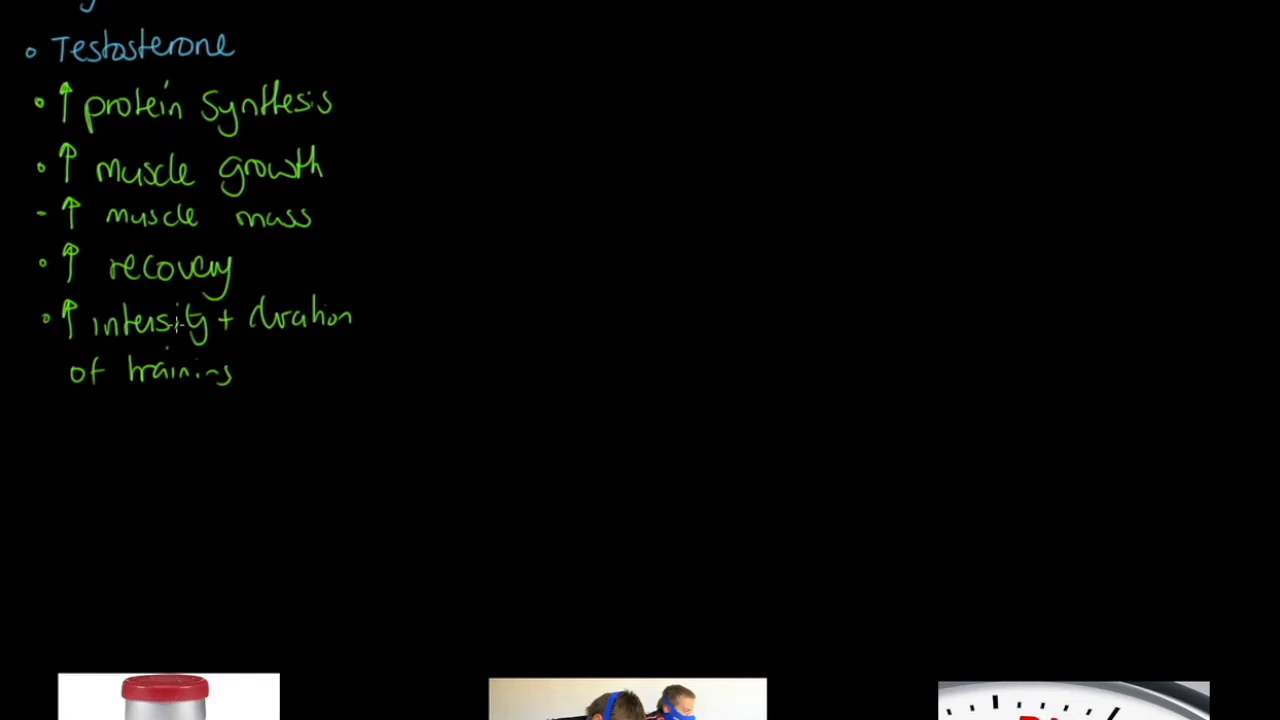 • Testosterone
• ↑ protein synthesis
• ↑ muscle growth
- ↑ muscle mass
• ↑ recovery
• ↑ intensity + duration
of training